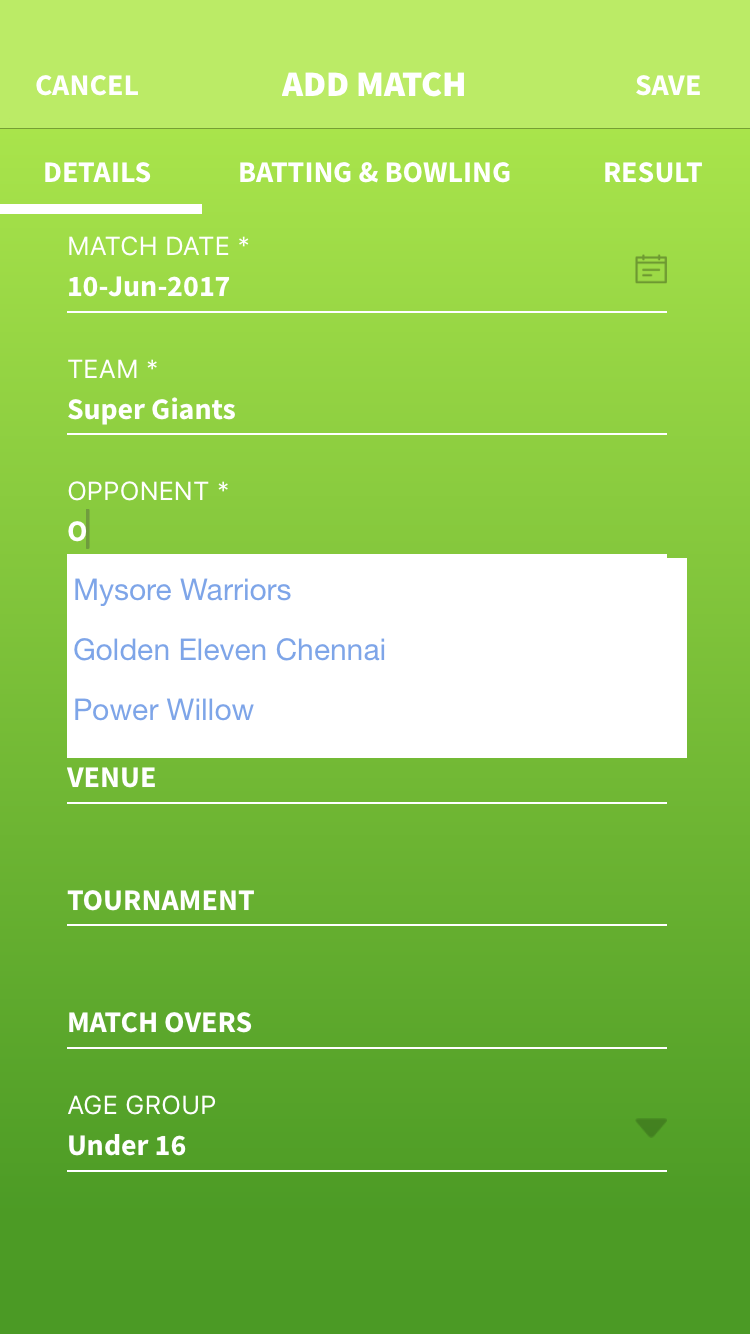 CANCEL ADD MATCH SAVE
DETAILS BATTING & BOWLING RESULT
MATCH DATE *
10-Jun-2017
TEAM *
Super Giants
OPPONENT *
O
Mysore Warriors
Golden Eleven Chennai
Power Willow
VENUE
TOURNAMENT
MATCH OVERS
AGE GROUP
Under 16